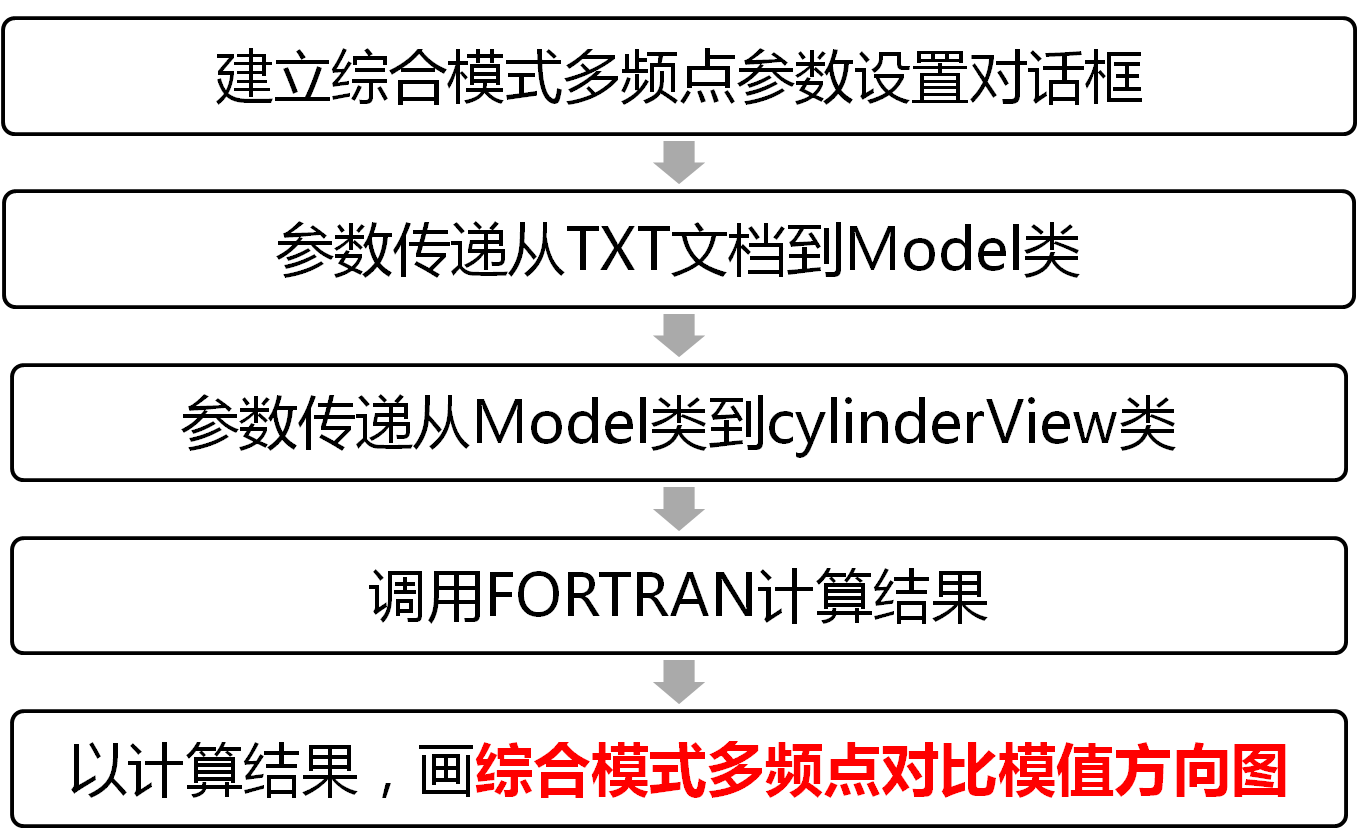 建立综合模式多频点参数设置对话框
参数传递从TXT文档到Model类
参数传递从Model类到cylinderView类
调用FORTRAN计算结果
以计算结果，画综合模式多频点对比模值方向图